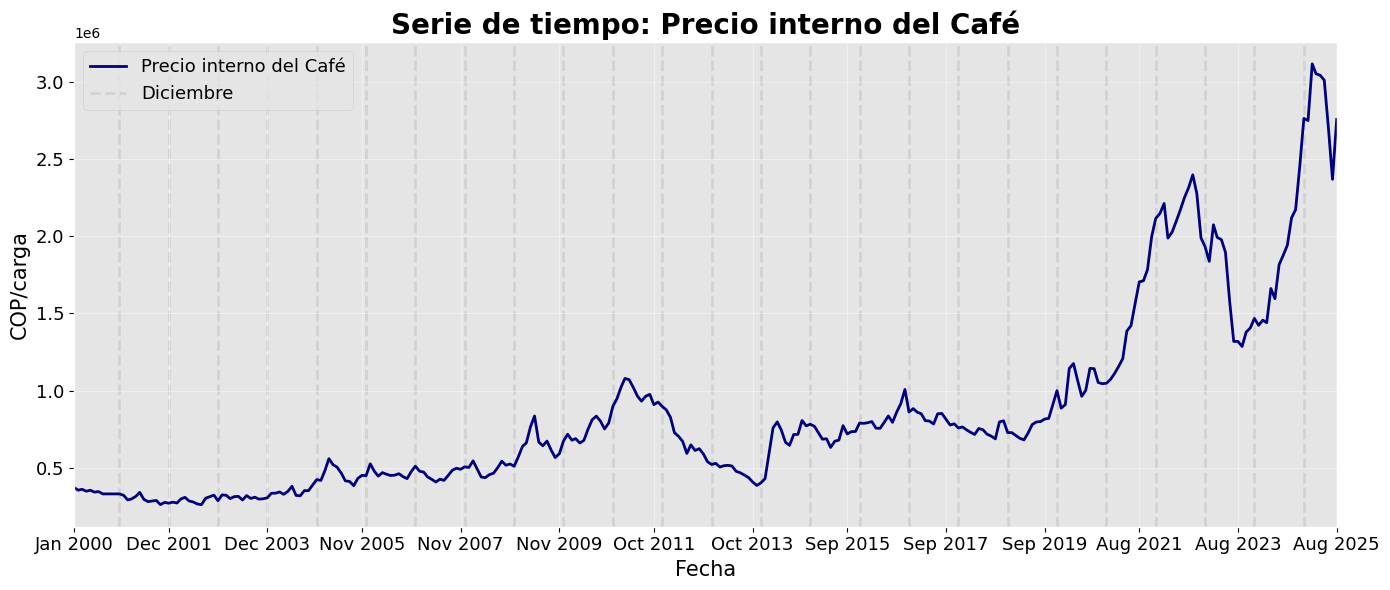 Serie de tiempo: Precio interno del Café
1e6
Precio interno del Café
Diciembre
3.0
2.5
2.0
1.5
1.0
0.5
COP/carga
Jan 2000 Dec 2001 Dec 2003 Nov 2005 Nov 2007 Nov 2009 Oct 2011 Oct 2013 Sep 2015 Sep 2017 Sep 2019 Aug 2021 Aug 2023 Aug 2025
Fecha